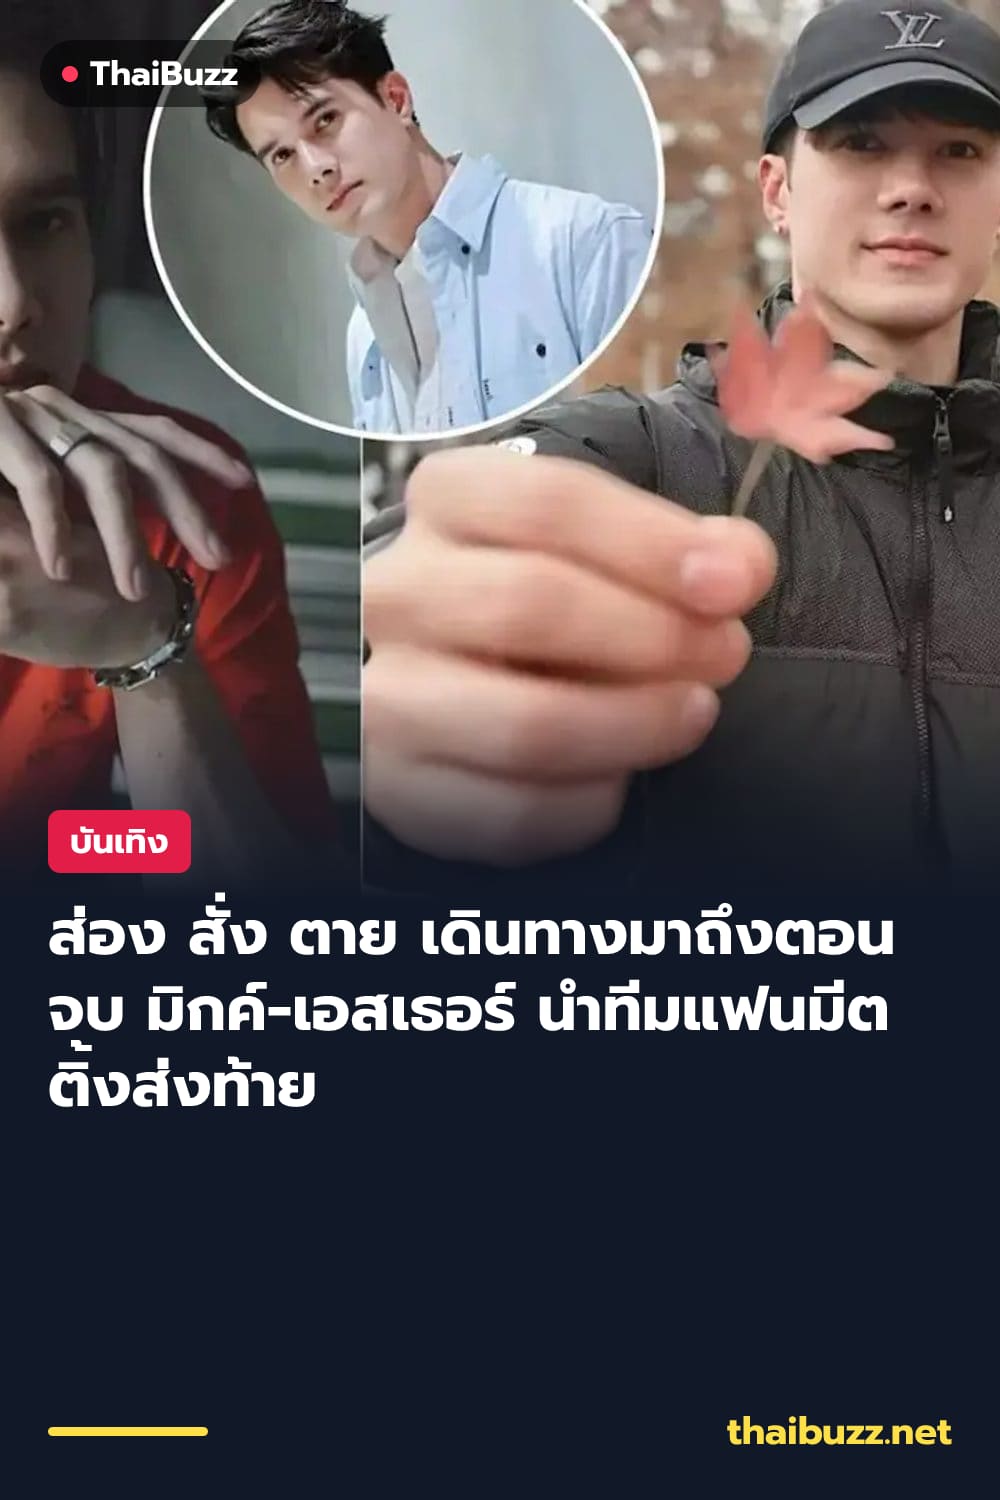 ThaiBuzz
บันเทิง
ส่อง สั่ง ตาย เดินทางมาถึงตอน
จบ มิกค์-เอสเธอร์ นำทีมแฟนมีต
ติ้งส่งท้าย
thaibuzz.net